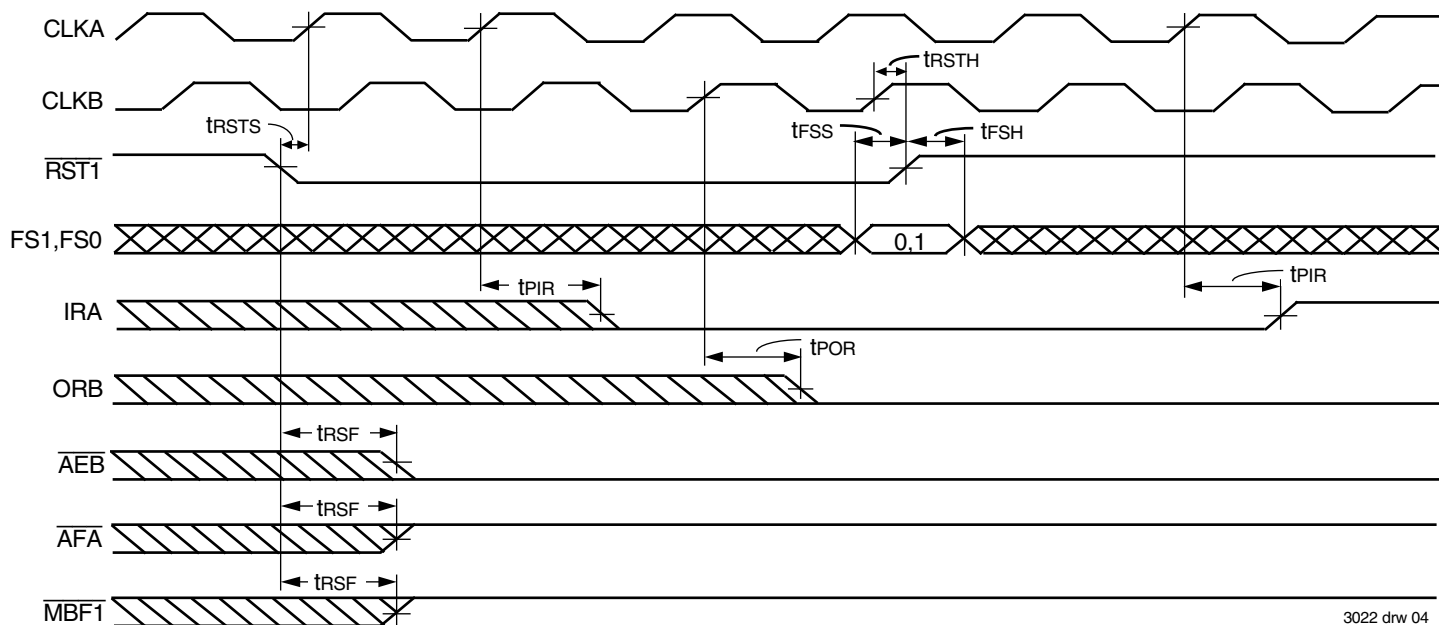 CLKA
tRSTH
CLKB
tRSTS
tFSS
tFSH
RST1
FS1,FS0
0,1
tPIR
tPIR
IRA
tPOR
ORB
tRSF
AEB
tRSF
AFA
tRSF
MBF1
3022 drw 04